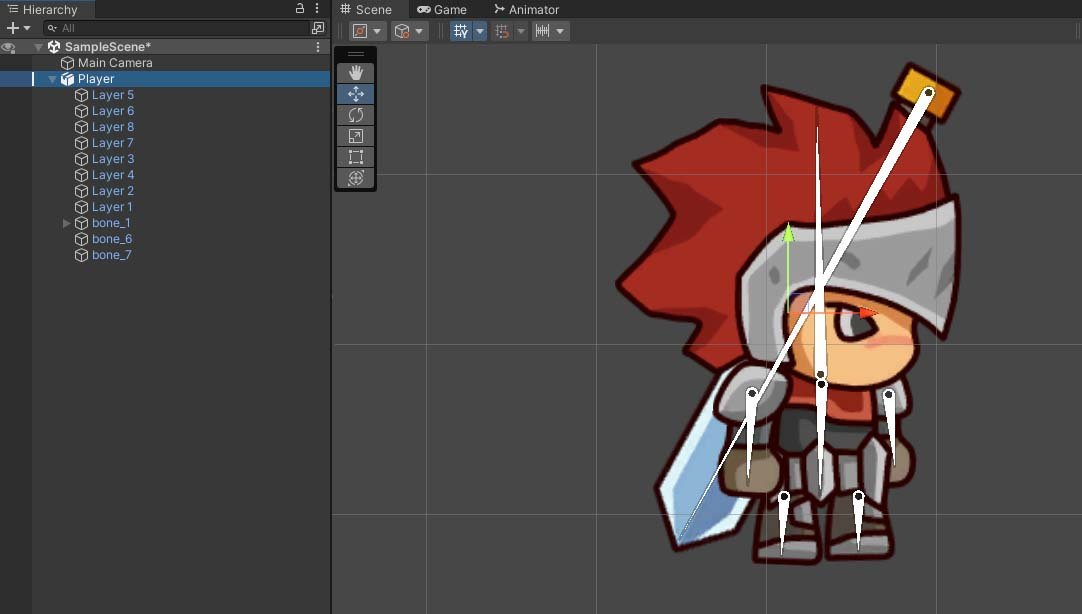 Hierarchy
All
SampleScene*
Main Camera
Player
Layer 5
Layer 6
Layer 8
Layer 7
Layer 3
Layer 4
Layer 2
Layer 1
bone_1
bone_6
bone_7
Scene
Game
Animator
Y